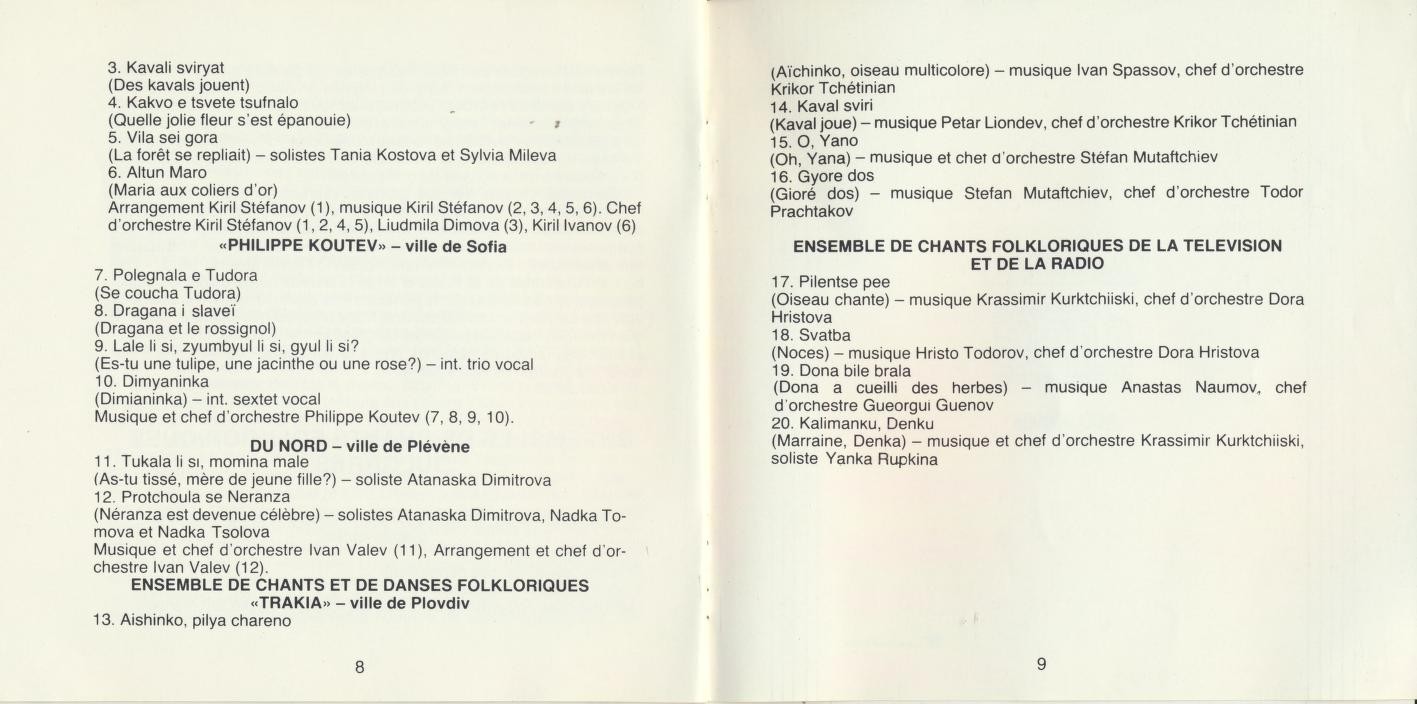 3. Kavali sviryat
(Des kavals jouent)
4. Kakvo e tsvete tsufnalo
(Quelle jolie fleur s'est épanouie)
5. Vila sei gora
(La forêt se repliait) – solistes Tania Kostova et Sylvia Mileva
6. Altun Maro
(Maria aux coliers d'or)
Arrangement Kiril Stéfanov (1), musique Kiril Stéfanov (2, 3, 4, 5, 6). Chef
d'orchestre Kiril Stéfanov (1, 2, 4, 5), Liudmila Dimova (3), Kiril Ivanov (6)
«PHILIPPE KOUTEV» – ville de Sofia
7. Polegnala e Tudora
(Se coucha Tudora)
8. Dragana i slaveï
(Dragana et le rossignol)
9. Lale li si, zyumbyul li si, gyul li si?
(Es-tu une tulipe, une jacinthe ou une rose?) – int. trio vocal
10. Dimyaninka
(Dimianinka) – int. sextet vocal
Musique et chef d'orchestre Philippe Koutev (7, 8, 9, 10).
DU NORD – ville de Plévène
11. Tukala li si, momina male
(As-tu tissé, mère de jeune fille?) – soliste Atanaska Dimitrova
12. Protchoula se Neranza
(Néranza est devenue célèbre) – solistes Atanaska Dimitrova, Nadka To-
mova et Nadka Tsolova
Musique et chef d'orchestre Ivan Valev (11), Arrangement et chef d'or-
chestre Ivan Valev (12).
ENSEMBLE DE CHANTS ET DE DANSES FOLKLORIQUES
«TRAKIA» – ville de Plovdiv
13. Aishinko, pilya chareno
8
(Aïchinko, oiseau multicolore) – musique Ivan Spassov, chef d'orchestre
Krikor Tchétinian
14. Kaval sviri
(Kaval joue) – musique Petar Liondev, chef d'orchestre Krikor Tchétinian
15. O, Yano
(Oh, Yana) – musique et chef d'orchestre Stéfan Mutaftchiev
16. Gyore dos
(Gioré dos) – musique Stefan Mutaftchiev, chef d'orchestre Todor
Prachtakov
ENSEMBLE DE CHANTS FOLKLORIQUES DE LA TELEVISION
ET DE LA RADIO
17. Pilentse pee
(Oiseau chante) – musique Krassimir Kurktchiiski, chef d'orchestre Dora
Hristova
18. Svatba
(Noces) – musique Hristo Todorov, chef d'orchestre Dora Hristova
19. Dona bile brala
(Dona a cueilli des herbes) – musique Anastas Naumov, chef
d'orchestre Gueorgui Guenov
20. Kalimanku, Denku
(Marraine, Denka) – musique et chef d'orchestre Krassimir Kurktchiiski,
soliste Yanka Rupkina
9